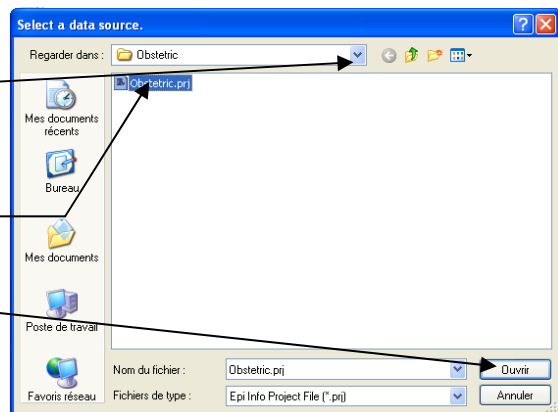 Select a data source.
Regarder dans : Obstetric
Obstetric.prj
Mes documents
récents
Bureau
Mes documents
Poste de travail
Favoris réseau
Nom du fichier : Obstetric.prj Ouvrir
Fichiers de type : Epi Info Project File (*.prj) Annuler